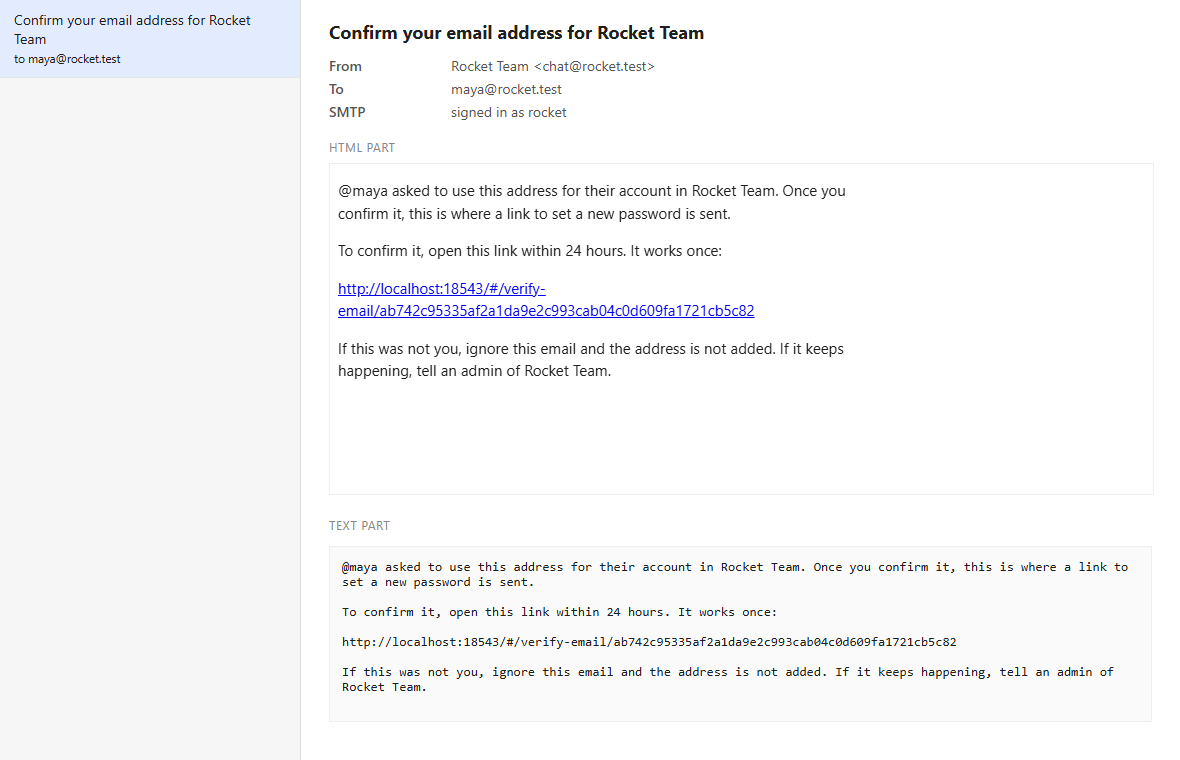 Confirm your email address for Rocket
Team
to maya@rocket.test
Confirm your email address for Rocket Team
From Rocket Team <chat@rocket.test>
To maya@rocket.test
SMTP signed in as rocket
HTML PART
@maya asked to use this address for their account in Rocket Team. Once you
confirm it, this is where a link to set a new password is sent.
To confirm it, open this link within 24 hours. It works once:
http://localhost:18543/#/verify-
email/ab742c95335af2a1da9e2c993cab04c0d609fa1721cb5c82
If this was not you, ignore this email and the address is not added. If it keeps
happening, tell an admin of Rocket Team.
TEXT PART
@maya asked to use this address for their account in Rocket Team. Once you confirm it, this is where a link to
set a new password is sent.
To confirm it, open this link within 24 hours. It works once:
http://localhost:18543/#/verify-email/ab742c95335af2a1da9e2c993cab04c0d609fa1721cb5c82
If this was not you, ignore this email and the address is not added. If it keeps happening, tell an admin of
Rocket Team.